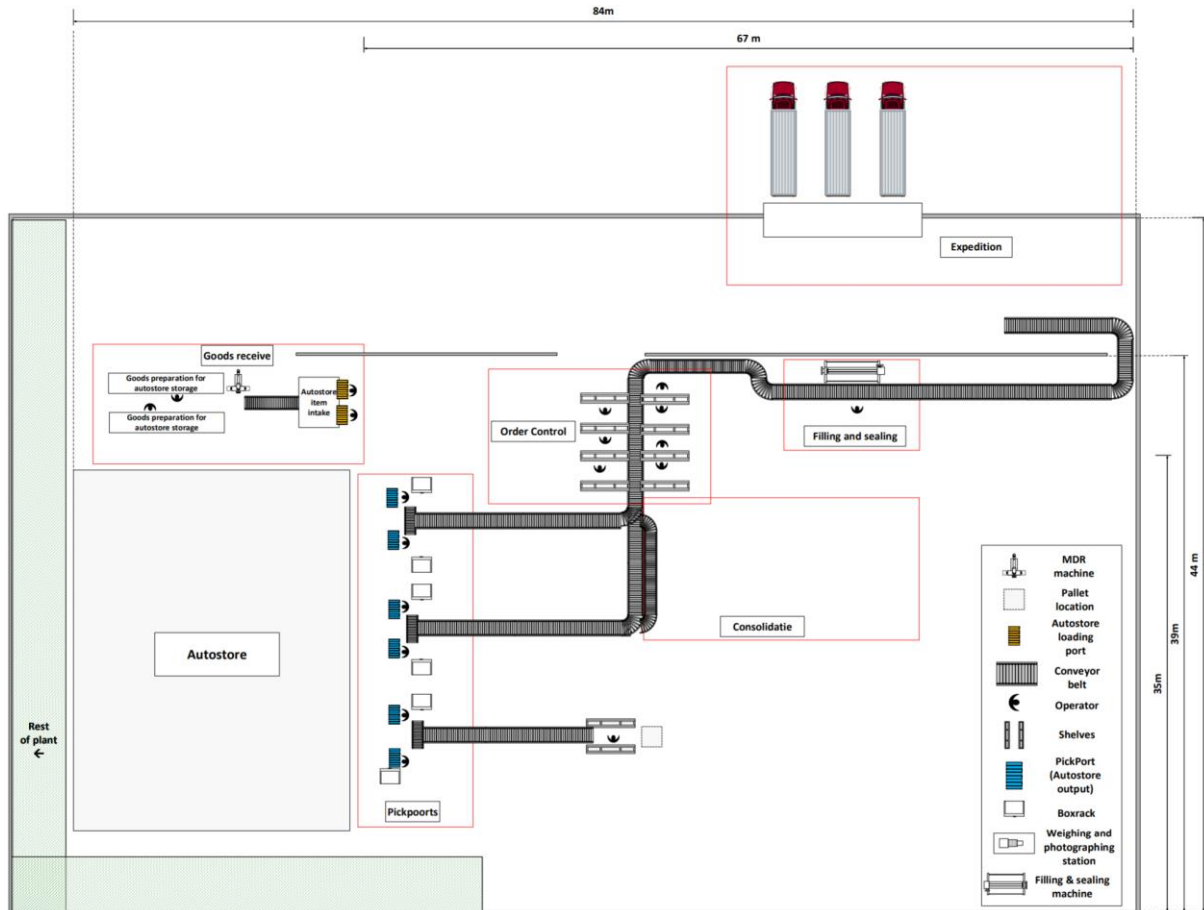 84m
67 m
Expedition
Goods receive
Goods preparation for
autostore storage
Goods preparation for
autostore storage
Autostore
item
intake
Order Control
Filling and sealing
Consolidatie
Autostore
Pickpoorts
Rest
of plant
←
MDR
machine
Pallet
location
Autostore
loading
port
Conveyor
belt
Operator
Shelves
PickPort
(Autostore
output)
Boxrack
Weighing and
photographing
station
Filling & sealing
machine
35m
39m
44 m